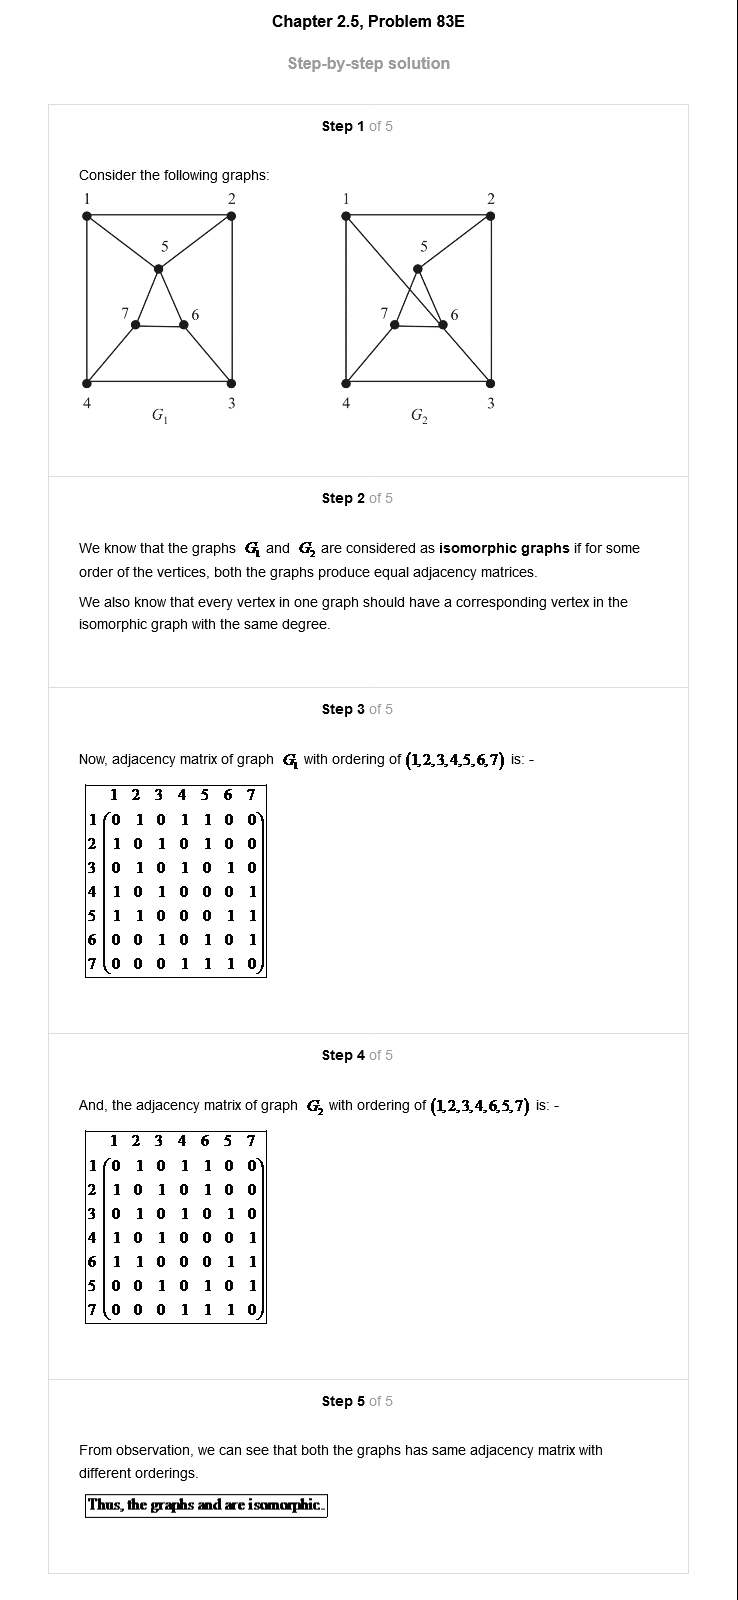 Chapter 2.5, Problem 83E
Step-by-step solution
Step 1 of 5
Consider the following graphs:
1 2 1 2
5 5
7 6 7 6
4 3 4 3
G₁ G₂
Step 2 of 5
We know that the graphs G₁ and G₂ are considered as isomorphic graphs if for some
order of the vertices, both the graphs produce equal adjacency matrices.
We also know that every vertex in one graph should have a corresponding vertex in the
isomorphic graph with the same degree.
Step 3 of 5
Now, adjacency matrix of graph G₁ with ordering of (1,2,3,4,5,6,7) is: -
1 2 3 4 5 6 7
1 0 1 0 1 1 0 0
2 1 0 1 0 1 0 0
3 0 1 0 1 0 1 0
4 1 0 1 0 0 0 1
5 1 1 0 0 0 1 1
6 0 0 1 0 1 0 1
7 0 0 0 1 1 1 0
Step 4 of 5
And, the adjacency matrix of graph G₂ with ordering of (1,2,3,4,6,5,7) is: -
1 2 3 4 6 5 7
1 0 1 0 1 1 0 0
2 1 0 1 0 1 0 0
3 0 1 0 1 0 1 0
4 1 0 1 0 0 0 1
6 1 1 0 0 0 1 1
5 0 0 1 0 1 0 1
7 0 0 0 1 1 1 0
Step 5 of 5
From observation, we can see that both the graphs has same adjacency matrix with
different orderings.
Thus, the graphs and are isomorphic.